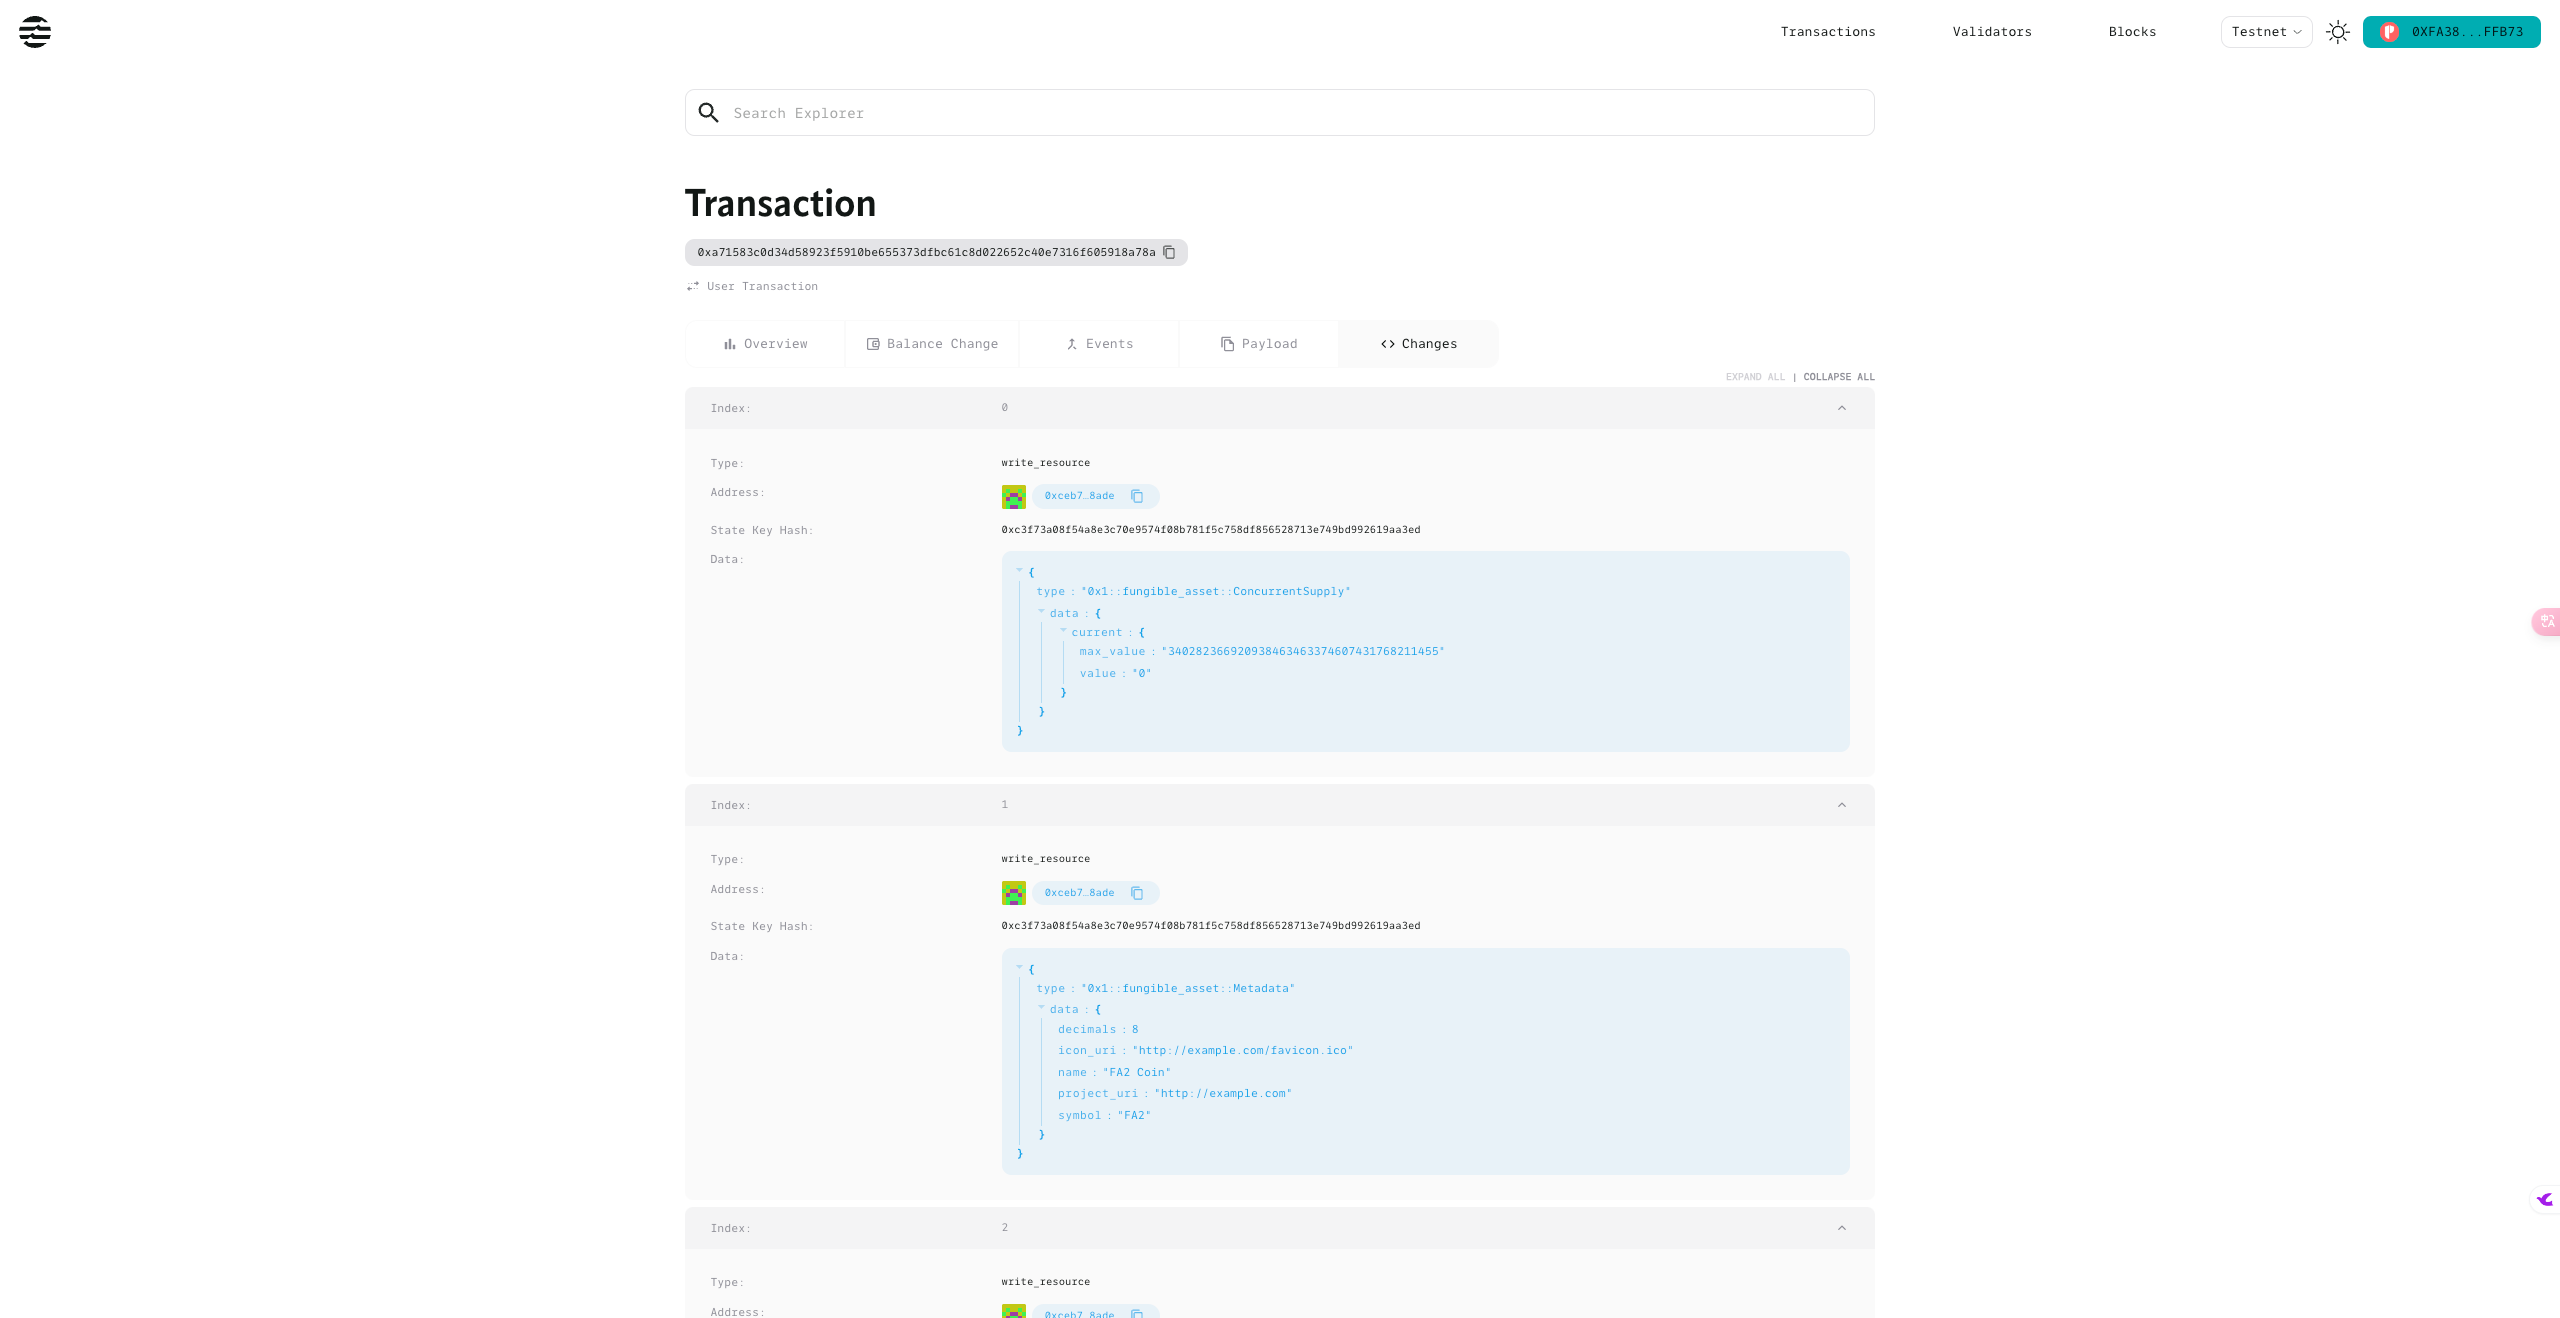 Transactions Validators Blocks Testnet 0XFA38...FFB73
Search Explorer
Transaction
0xa71583c0d34d58923f5910be655373dfbc61c8d022652c40e7316f605918a78a
User Transaction
Overview Balance Change Events Payload Changes
EXPAND ALL | COLLAPSE ALL
Index: 0
Type: write_resource
Address: 0xceb7…8ade
State Key Hash: 0xc3f73a08f54a8e3c70e9574f08b781f5c758df856528713e749bd992619aa3ed
Data:
{
type : "0x1::fungible_asset::ConcurrentSupply"
data : {
current : {
max_value : "340282366920938463463374607431768211455"
value : "0"
}
}
}
Index: 1
Type: write_resource
Address: 0xceb7…8ade
State Key Hash: 0xc3f73a08f54a8e3c70e9574f08b781f5c758df856528713e749bd992619aa3ed
Data:
{
type : "0x1::fungible_asset::Metadata"
data : {
decimals : 8
icon_uri : "http://example.com/favicon.ico"
name : "FA2 Coin"
project_uri : "http://example.com"
symbol : "FA2"
}
}
Index: 2
Type: write_resource
Address: 0xceb7…8ade